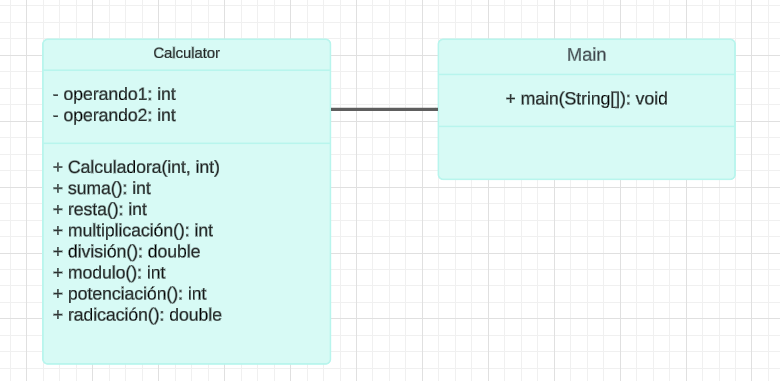 Calculator
- operando1: int
- operando2: int
+ Calculadora(int, int)
+ suma(): int
+ resta(): int
+ multiplicación(): int
+ división(): double
+ modulo(): int
+ potenciación(): int
+ radicación(): double
Main
+ main(String[]): void